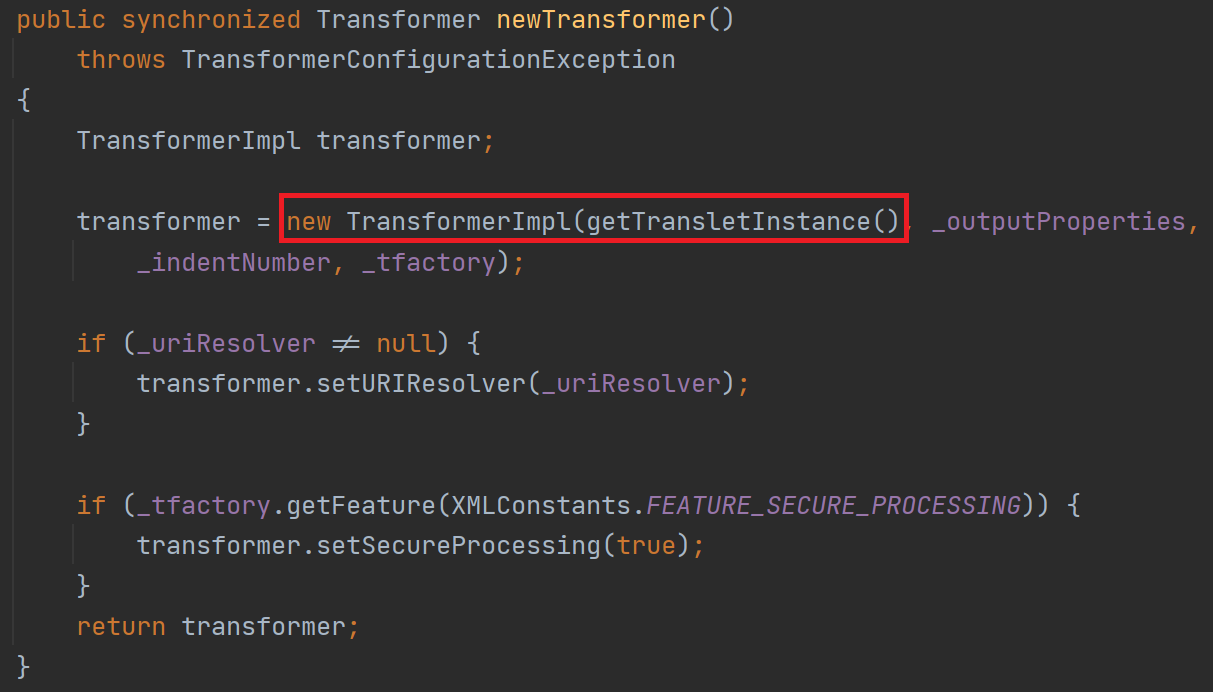 public synchronized Transformer newTransformer()
    throws TransformerConfigurationException
{
    TransformerImpl transformer;

    transformer = new TransformerImpl(getTransletInstance(), _outputProperties,
        _indentNumber, _tfactory);

    if (_uriResolver != null) {
        transformer.setURIResolver(_uriResolver);
    }

    if (_tfactory.getFeature(XMLConstants.FEATURE_SECURE_PROCESSING)) {
        transformer.setSecureProcessing(true);
    }
    return transformer;
}